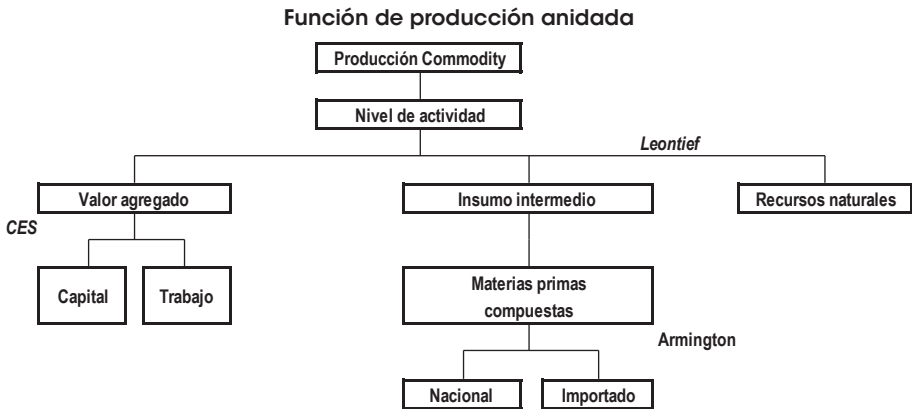 Función de producción anidada
Producción Commodity
Nivel de actividad
Leontief
Valor agregado
Insumo intermedio
Recursos naturales
CES
Capital
Trabajo
Materias primas
compuestas
Armington
Nacional
Importado